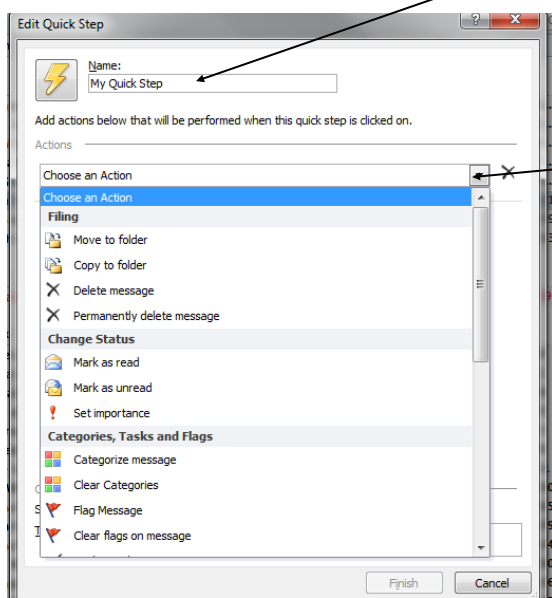 Edit Quick Step
Name:
My Quick Step
Add actions below that will be performed when this quick step is clicked on.
Actions
Choose an Action
Choose an Action
Filing
Move to folder
Copy to folder
Delete message
Permanently delete message
Change Status
Mark as read
Mark as unread
Set importance
Categories, Tasks and Flags
Categorize message
Clear Categories
Flag Message
Clear flags on message
Finish
Cancel